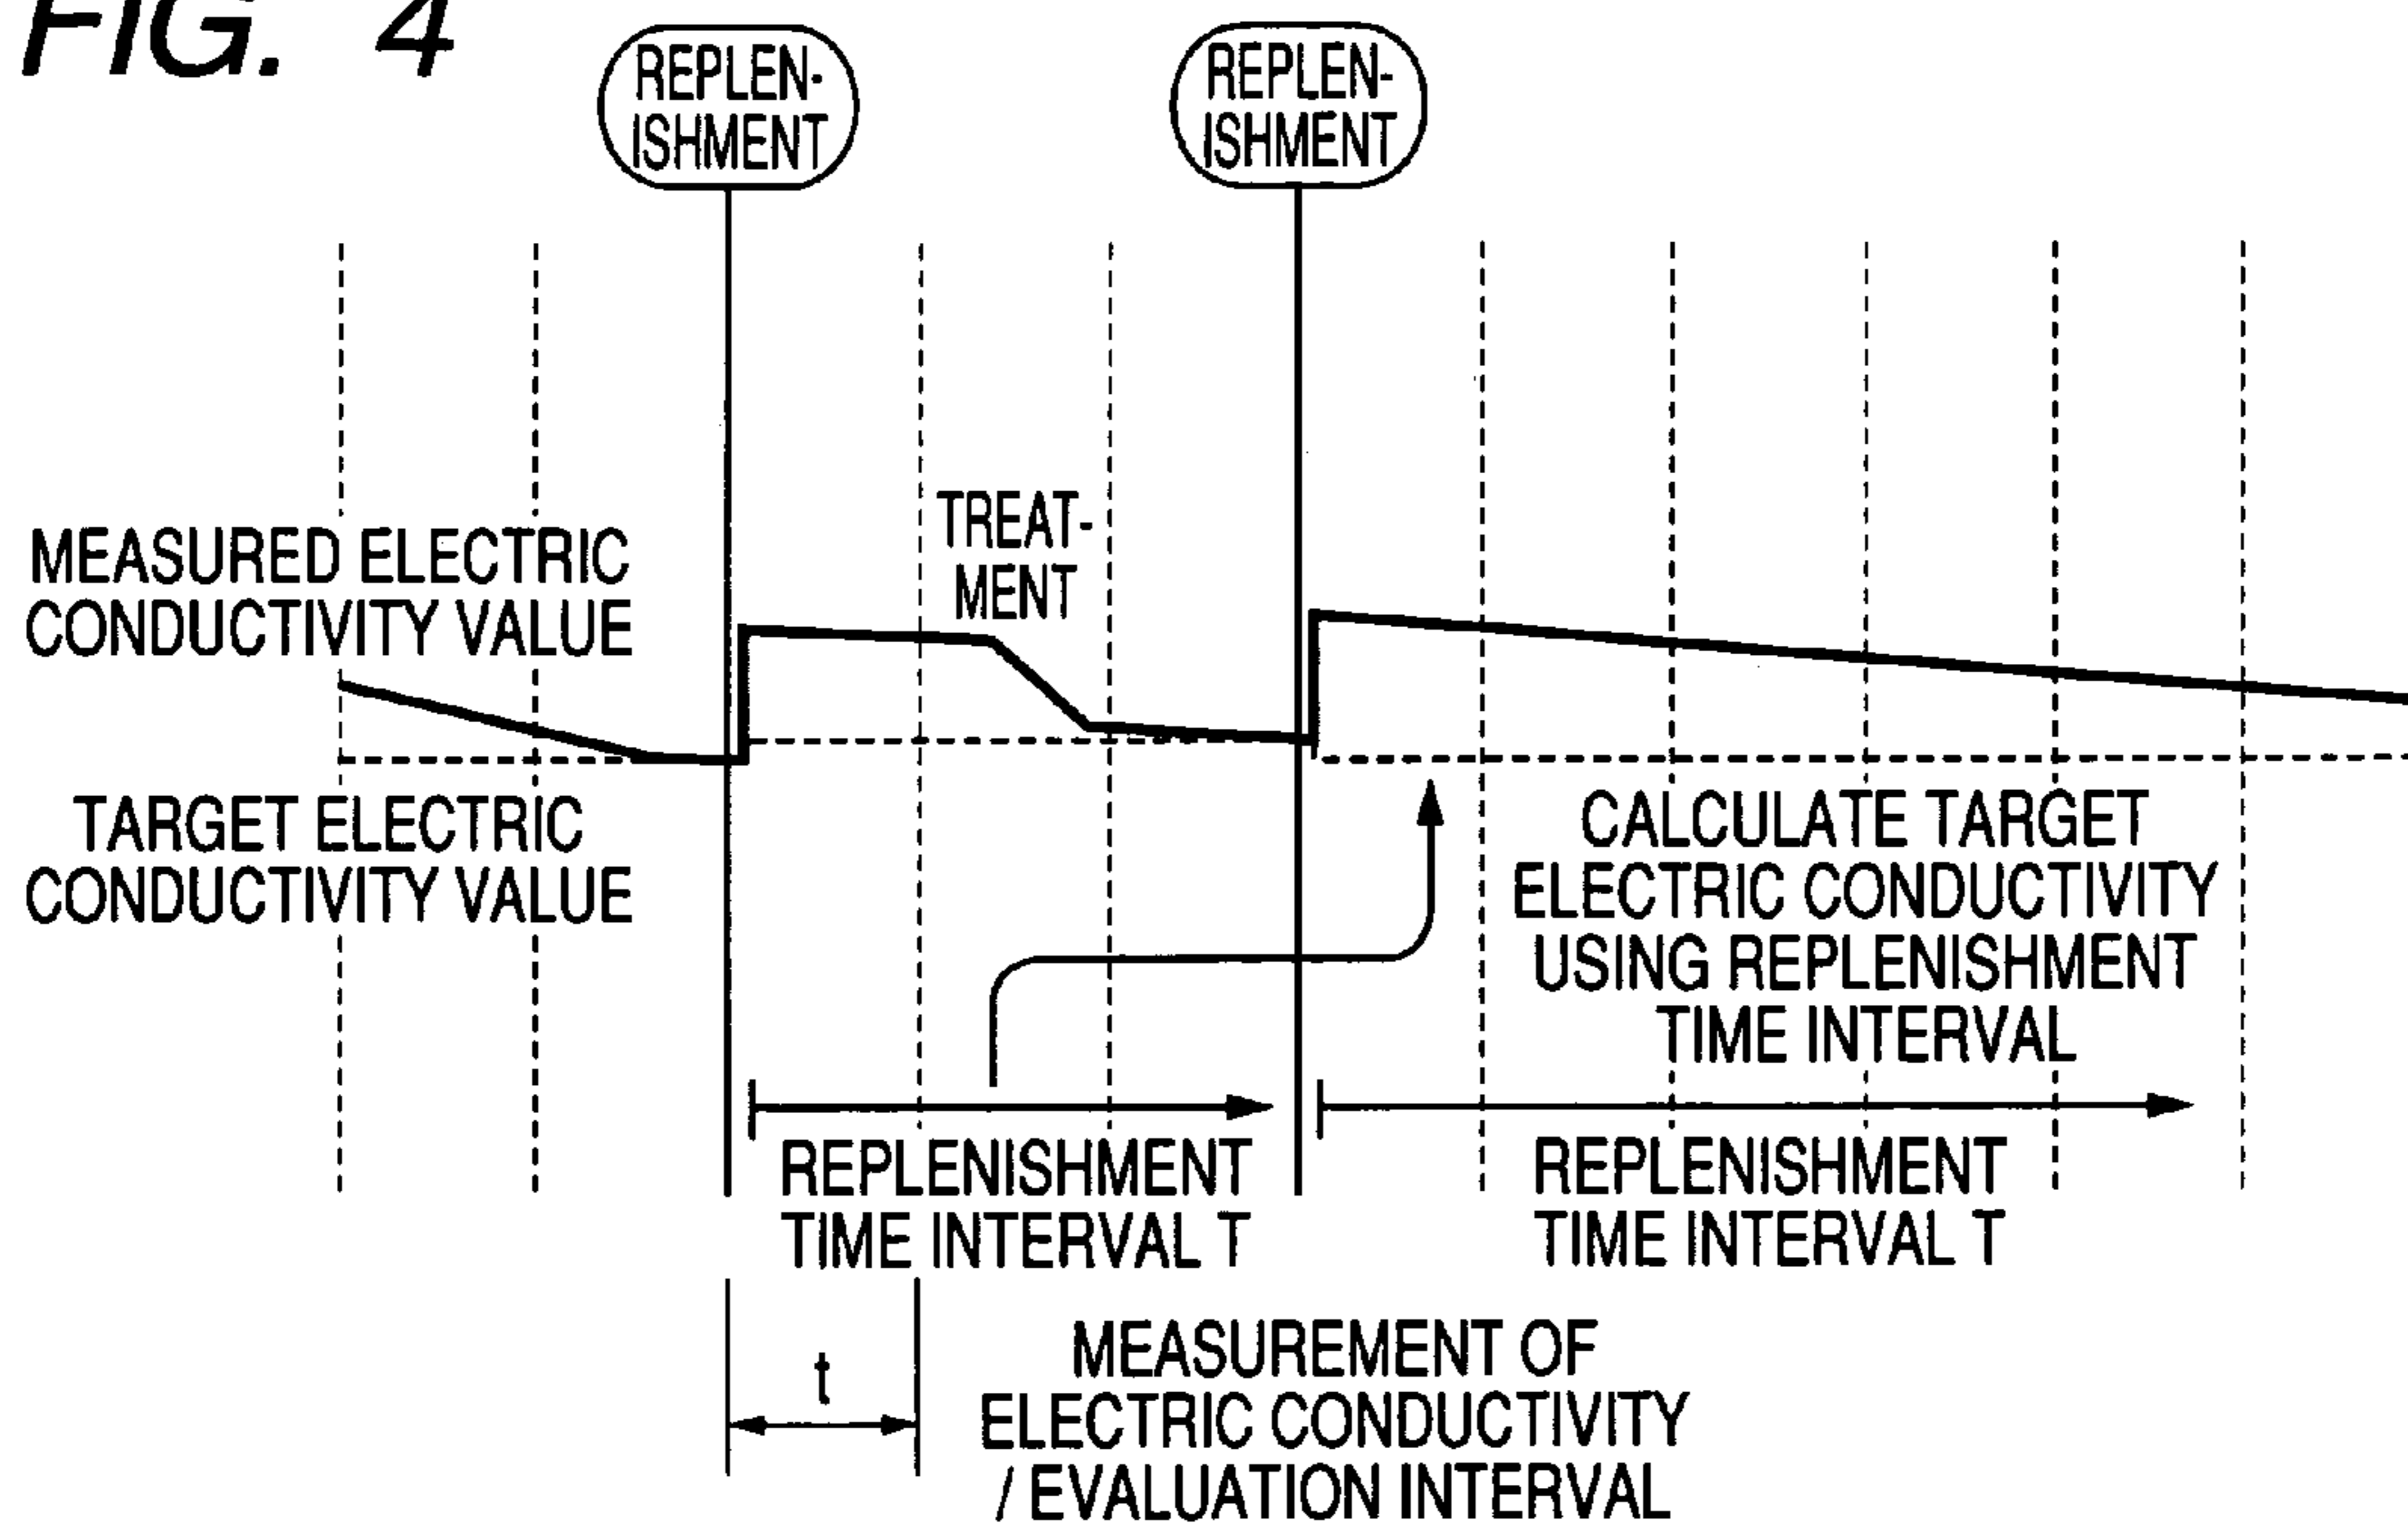 FIG. 4
REPLEN-
ISHMENT
REPLEN-
ISHMENT
TREAT-
MENT
MEASURED ELECTRIC
CONDUCTIVITY VALUE
TARGET ELECTRIC
CONDUCTIVITY VALUE
CALCULATE TARGET
ELECTRIC CONDUCTIVITY
USING REPLENISHMENT
TIME INTERVAL
REPLENISHMENT
TIME INTERVAL T
REPLENISHMENT
TIME INTERVAL T
t
MEASUREMENT OF
ELECTRIC CONDUCTIVITY
/ EVALUATION INTERVAL